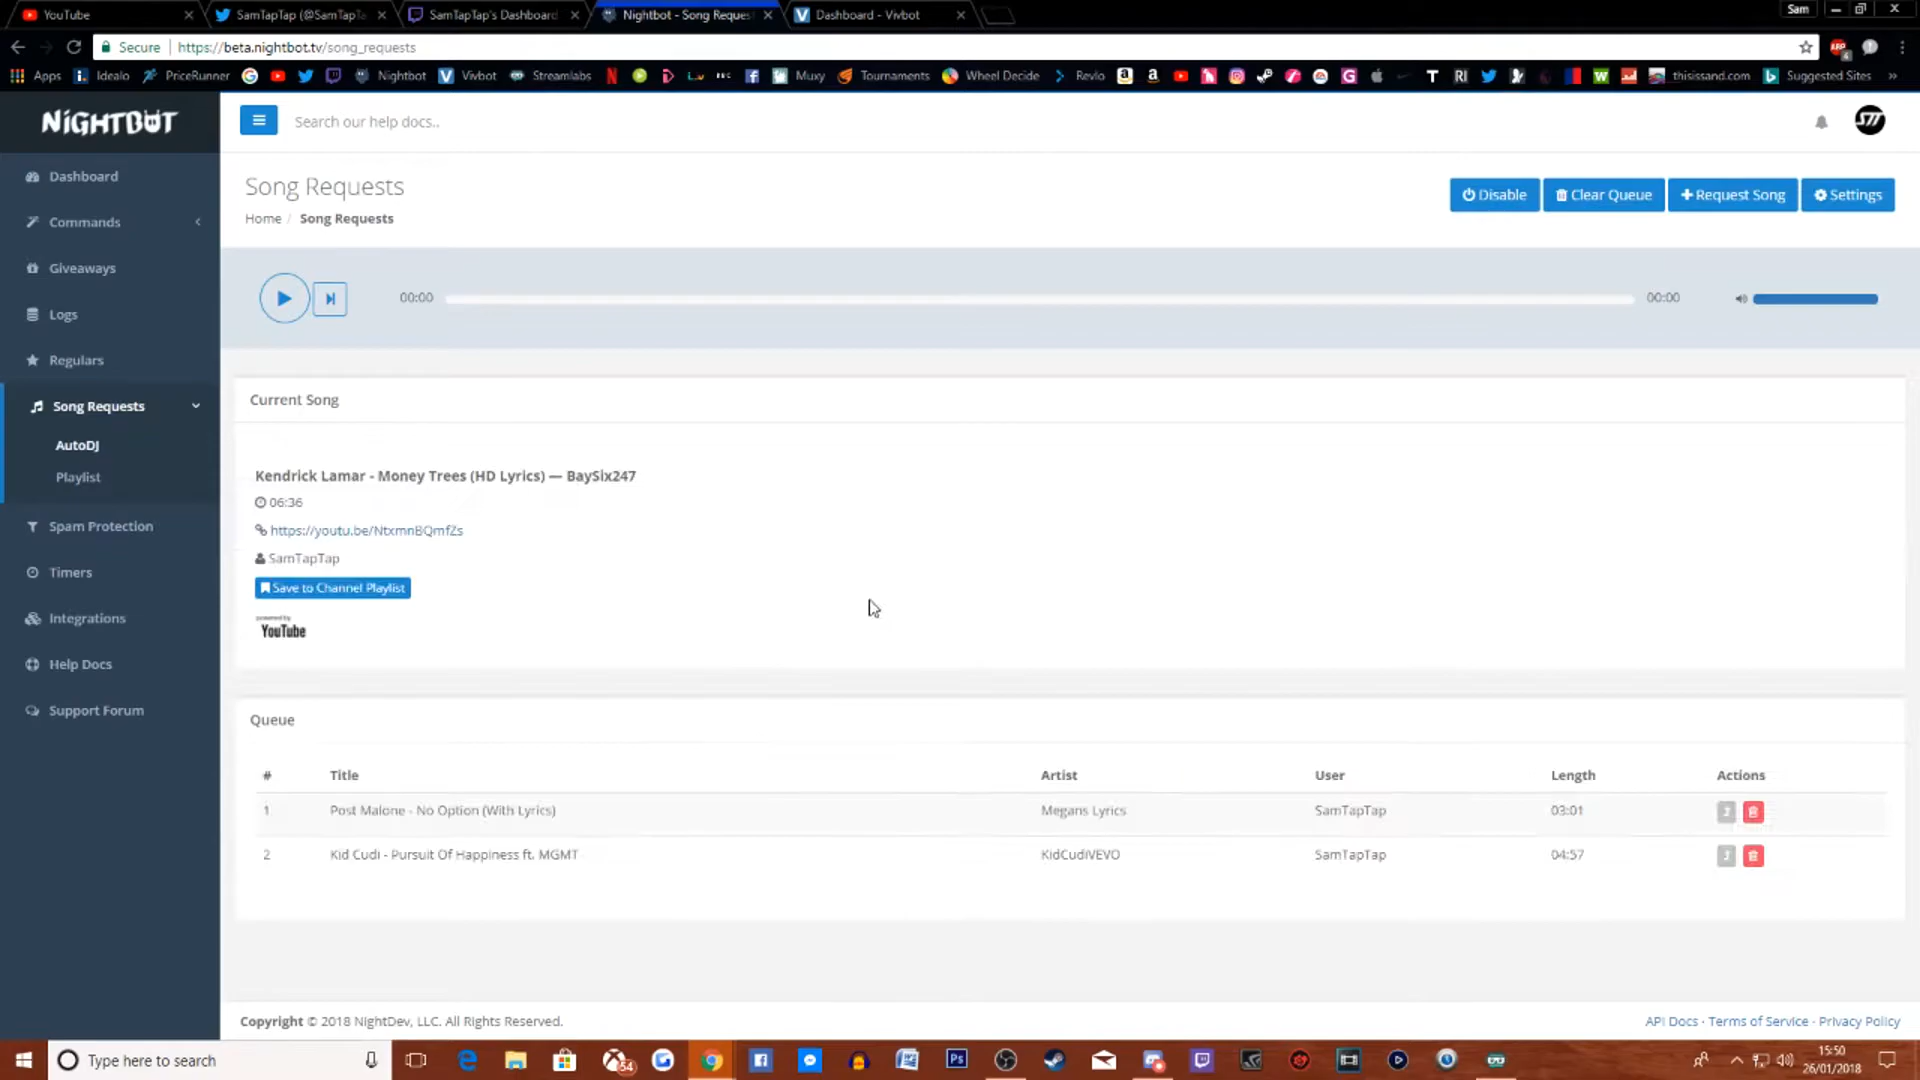 YouTube
SamTapTap (@SamTapTa
SamTapTap's Dashboard
Nightbot - Song Reques
Dashboard - Vivbot
Sam
Secure
https://beta.nightbot.tv/song_requests
Apps
Idealo
PriceRunner
Nightbot
Vivbot
Streamlabs
Muxy
Tournaments
Wheel Decide
Revlo
thisissand.com
Suggested Sites
NiGHTBOT
Search our help docs..
Dashboard
Commands
Giveaways
Logs
Regulars
Song Requests
AutoDJ
Playlist
Spam Protection
Timers
Integrations
Help Docs
Support Forum
Song Requests
Home / Song Requests
Disable
Clear Queue
Request Song
Settings
00:00
00:00
Current Song
Kendrick Lamar - Money Trees (HD Lyrics) — BaySix247
06:36
https://youtu.be/NtxmnBQmfZs
SamTapTap
Save to Channel Playlist
powered by
YouTube
Queue
# Title Artist User Length Actions
1 Post Malone - No Option (With Lyrics) Megans Lyrics SamTapTap 03:01
2 Kid Cudi - Pursuit Of Happiness ft. MGMT KidCudiVEVO SamTapTap 04:57
Copyright © 2018 NightDev, LLC. All Rights Reserved.
API Docs · Terms of Service · Privacy Policy
Type here to search
54
Ps
15:50
26/01/2018